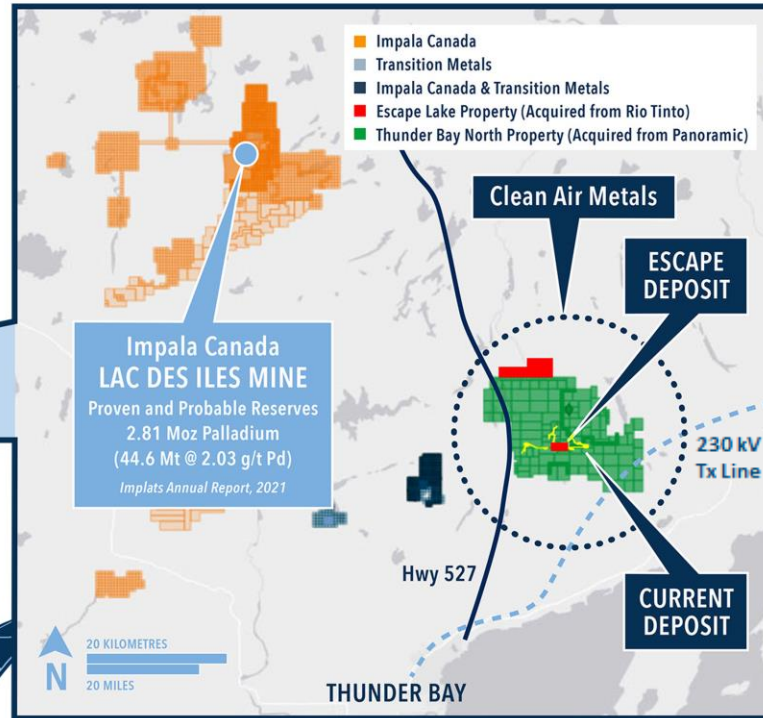 Impala Canada
Transition Metals
Impala Canada & Transition Metals
Escape Lake Property (Acquired from Rio Tinto)
Thunder Bay North Property (Acquired from Panoramic)
Clean Air Metals
ESCAPE
DEPOSIT
Impala Canada
LAC DES ILES MINE
Proven and Probable Reserves
2.81 Moz Palladium
(44.6 Mt @ 2.03 g/t Pd)
Implats Annual Report, 2021
230 kV
Tx Line
Hwy 527
CURRENT
DEPOSIT
20 KILOMETRES
N
20 MILES
THUNDER BAY